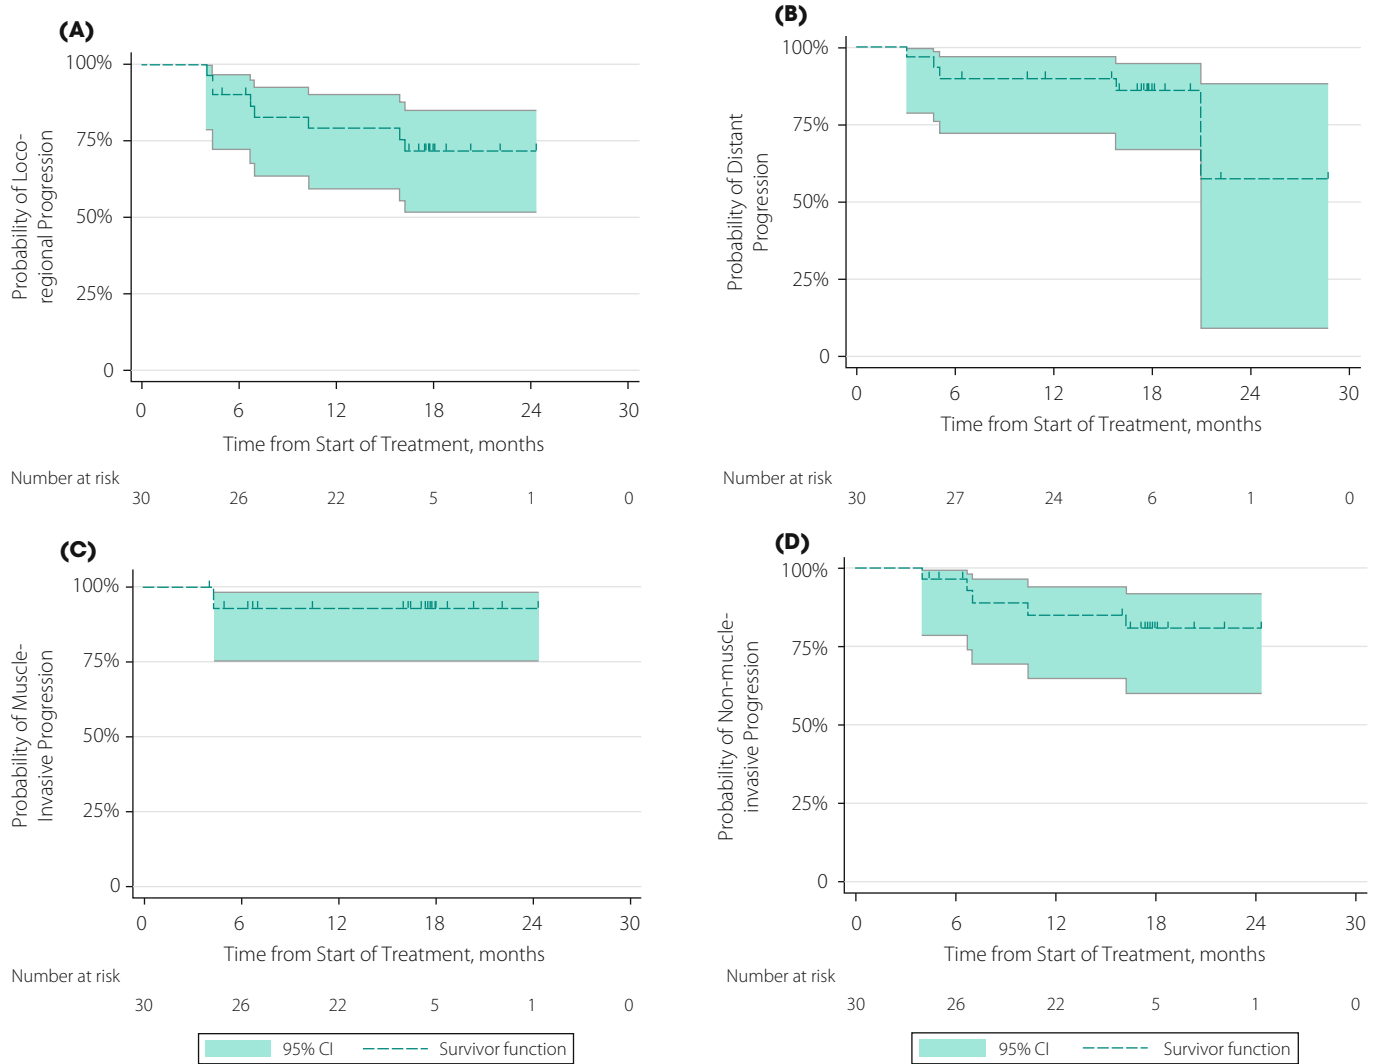 (A)
100%
75%
50%
25%
0
Probability of Loco-
regional Progression
0 6 12 18 24 30
Time from Start of Treatment, months
Number at risk
30 26 22 5 1 0
(B)
100%
75%
50%
25%
0
Probability of Distant
Progression
0 6 12 18 24 30
Time from Start of Treatment, months
Number at risk
30 27 24 6 1 0
(C)
100%
75%
50%
25%
0
Probability of Muscle-
Invasive Progression
0 6 12 18 24 30
Time from Start of Treatment, months
Number at risk
30 26 22 5 1 0
95% CI Survivor function
(D)
100%
75%
50%
25%
0
Probability of Non-muscle-
invasive Progression
0 6 12 18 24 30
Time from Start of Treatment, months
Number at risk
30 26 22 5 1 0
95% CI Survivor function